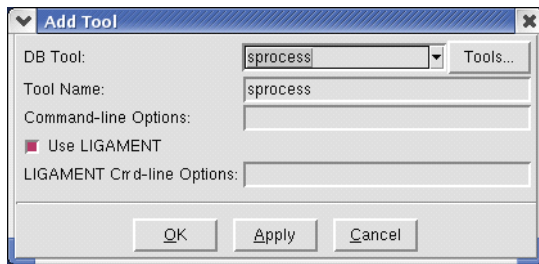 Add Tool
DB Tool: sprocess Tools...
Tool Name: sprocess
Command-line Options:
Use LIGAMENT
LIGAMENT Cmd-line Options:
OK Apply Cancel